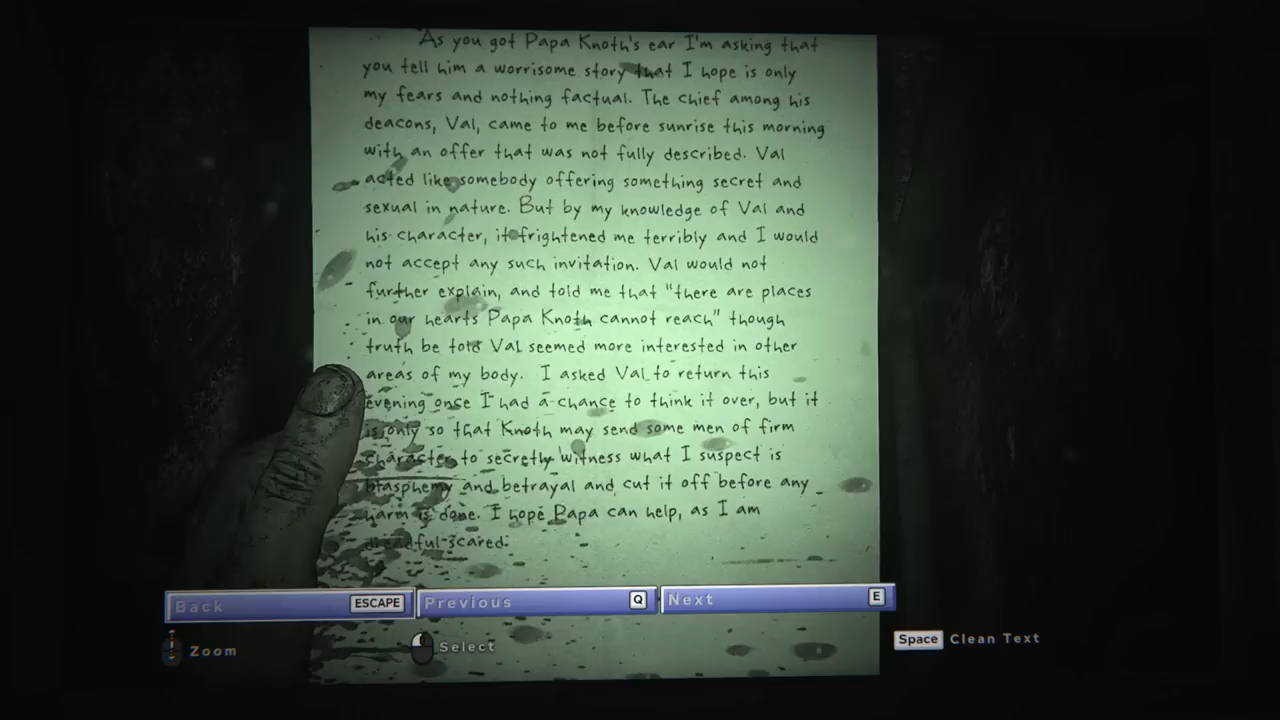 As you got Papa Knoth's ear I'm asking that
you tell him a worrisome story that I hope is only
my fears and nothing factual. The chief among his
deacons, Val, came to me before sunrise this morning
with an offer that was not fully described. Val
acted like somebody offering something secret and
sexual in nature. But by my knowledge of Val and
his character, it frightened me terribly and I would
not accept any such invitation. Val would not
further explain, and told me that "there are places
in our hearts Papa Knoth cannot reach" though
truth be told Val seemed more interested in other
areas of my body. I asked Val to return this
evening once I had a chance to think it over, but it
is only so that Knoth may send some men of firm
character to secretly witness what I suspect is
blasphemy and betrayal and cut it off before any
harm is done. I hope Papa can help, as I am
dreadful scared.
Back ESCAPE Previous Q Next E
Zoom Select Space Clean Text